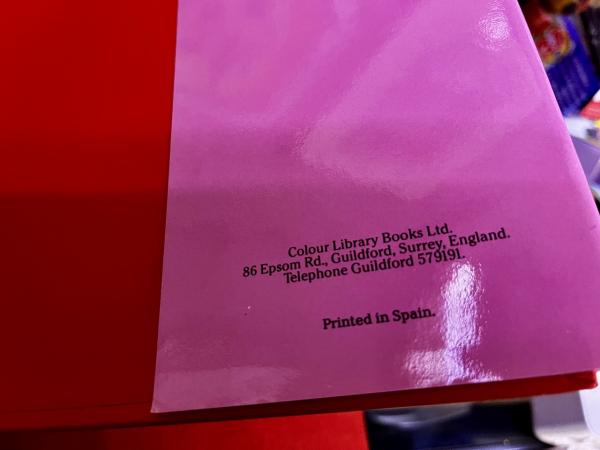 Colour Library Books Ltd.
86 Epsom Rd., Guildford, Surrey, England.
Telephone Guildford 579191.
Printed in Spain.